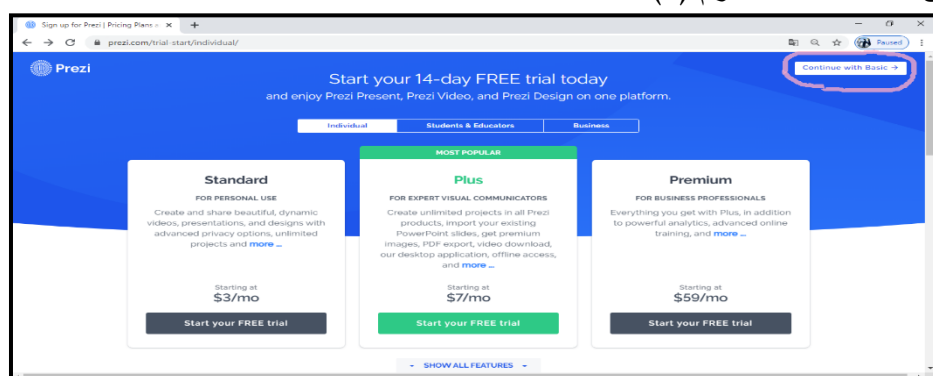 Sign up for Prezi | Pricing Plans
prezi.com/trial-start/individual/
Paused
Prezi
Continue with Basic →
Start your 14-day FREE trial today
and enjoy Prezi Present, Prezi Video, and Prezi Design on one platform.
Individual Students & Educators Business
MOST POPULAR
Standard
FOR PERSONAL USE
Create and share beautiful, dynamic
videos, presentations, and designs with
advanced privacy options, unlimited
projects and more ...
Starting at
$3/mo
Start your FREE trial
Plus
FOR EXPERT VISUAL COMMUNICATORS
Create unlimited projects in all Prezi
products, import your existing
PowerPoint slides, get premium
images, PDF export, video download,
our desktop application, offline access,
and more ...
Starting at
$7/mo
Start your FREE trial
Premium
FOR BUSINESS PROFESSIONALS
Everything you get with Plus, in addition
to powerful analytics, advanced online
training, and more ...
Starting at
$59/mo
Start your FREE trial
SHOW ALL FEATURES